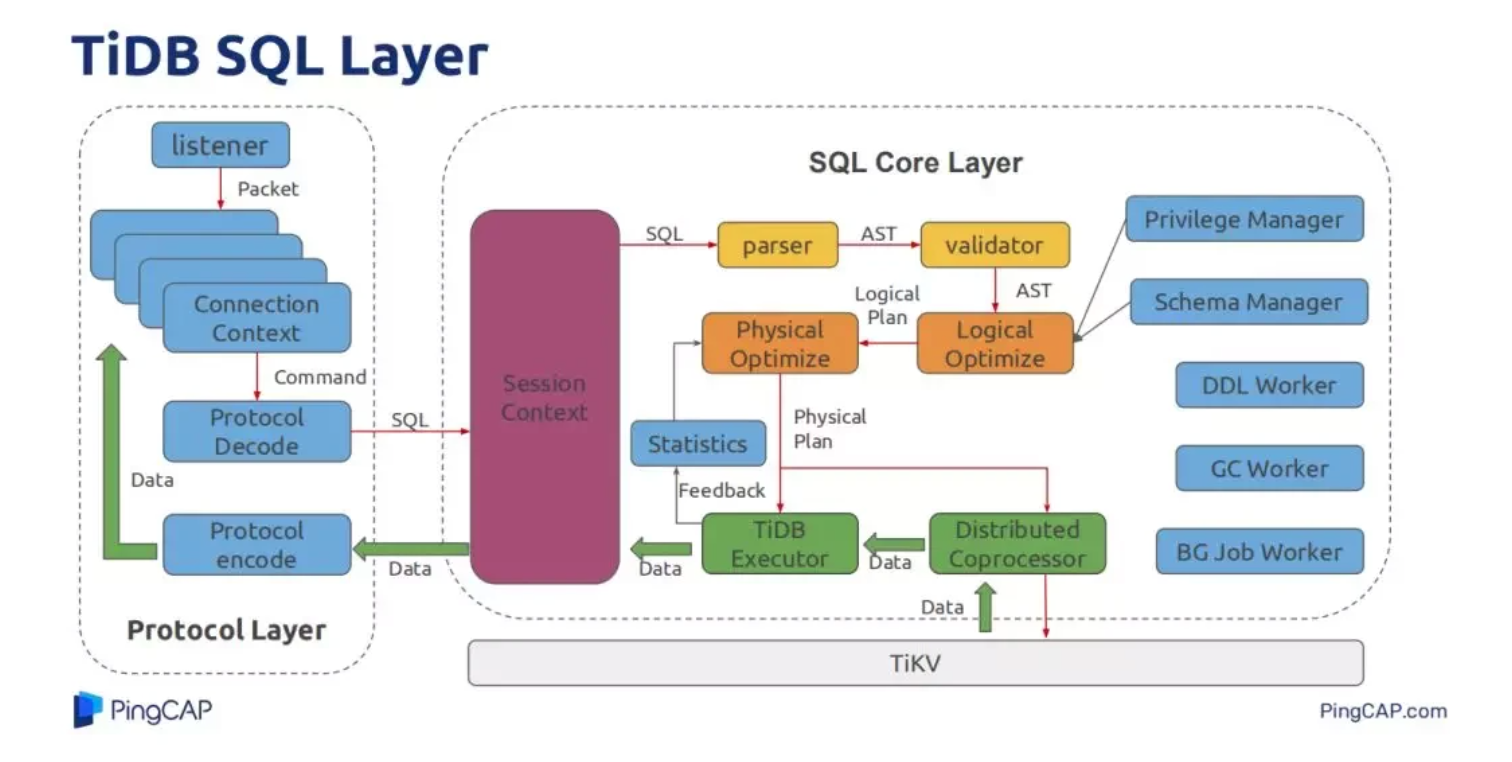 TiDB SQL Layer
listener
Packet
Connection
Context
Command
Protocol
Decode
SQL
Data
Protocol
encode
Data
Protocol Layer
SQL Core Layer
Session
Context
SQL
parser
AST
validator
AST
Logical
Plan
Physical
Optimize
Logical
Optimize
Privilege Manager
Schema Manager
DDL Worker
GC Worker
BG Job Worker
Physical
Plan
Statistics
Feedback
TiDB
Executor
Distributed
Coprocessor
Data
Data
Data
TiKV
PingCAP
PingCAP.com